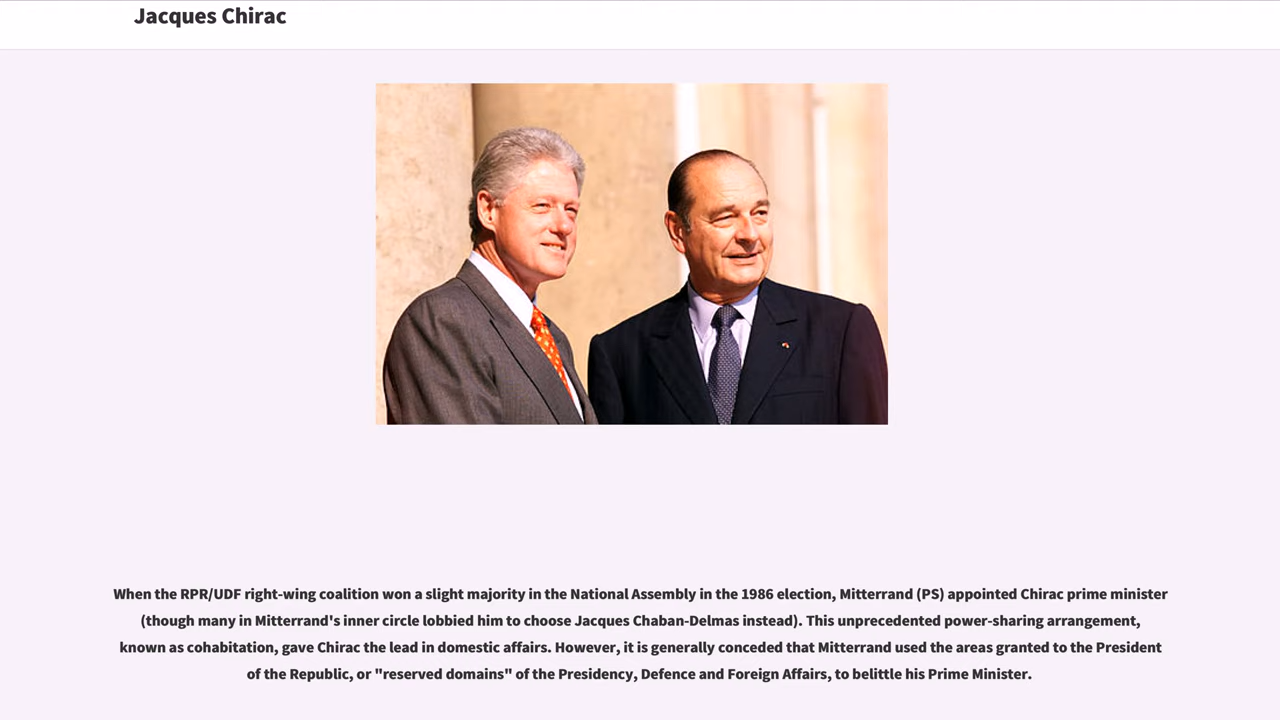 Jacques Chirac
When the RPR/UDF right-wing coalition won a slight majority in the National Assembly in the 1986 election, Mitterrand (PS) appointed Chirac prime minister
(though many in Mitterrand's inner circle lobbied him to choose Jacques Chaban-Delmas instead). This unprecedented power-sharing arrangement,
known as cohabitation, gave Chirac the lead in domestic affairs. However, it is generally conceded that Mitterrand used the areas granted to the President
of the Republic, or "reserved domains" of the Presidency, Defence and Foreign Affairs, to belittle his Prime Minister.